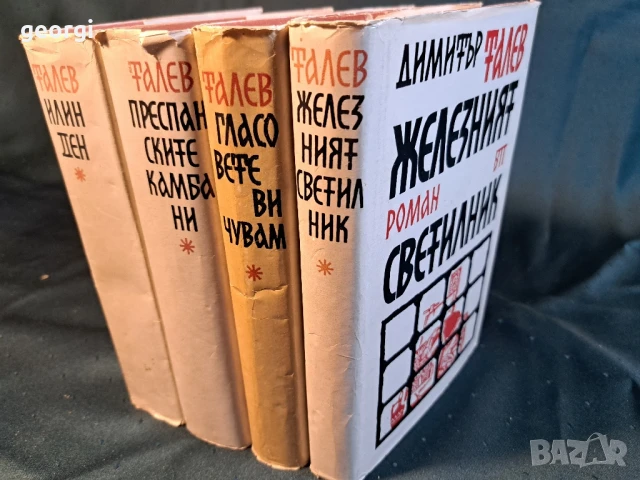 georgi
ТАЛЕВ
ИЛИН
ДЕН
*
ТАЛЕВ
ПРЕСПАН
СКИТЕ
КАМБА
НИ
*
ТАЛЕВ
ГЛАСО
ВЕТЕ
ВИ
ЧУВАМ
*
ТАЛЕВ
ЖЕЛЕЗ
НИЯТ
СВЕТИЛ
НИК
*
ДИМИТЪР ТАЛЕВ
ЖЕЛЕЗНИЯТ
БТП
РОМАН
СВЕТИЛНИК
BAZAR